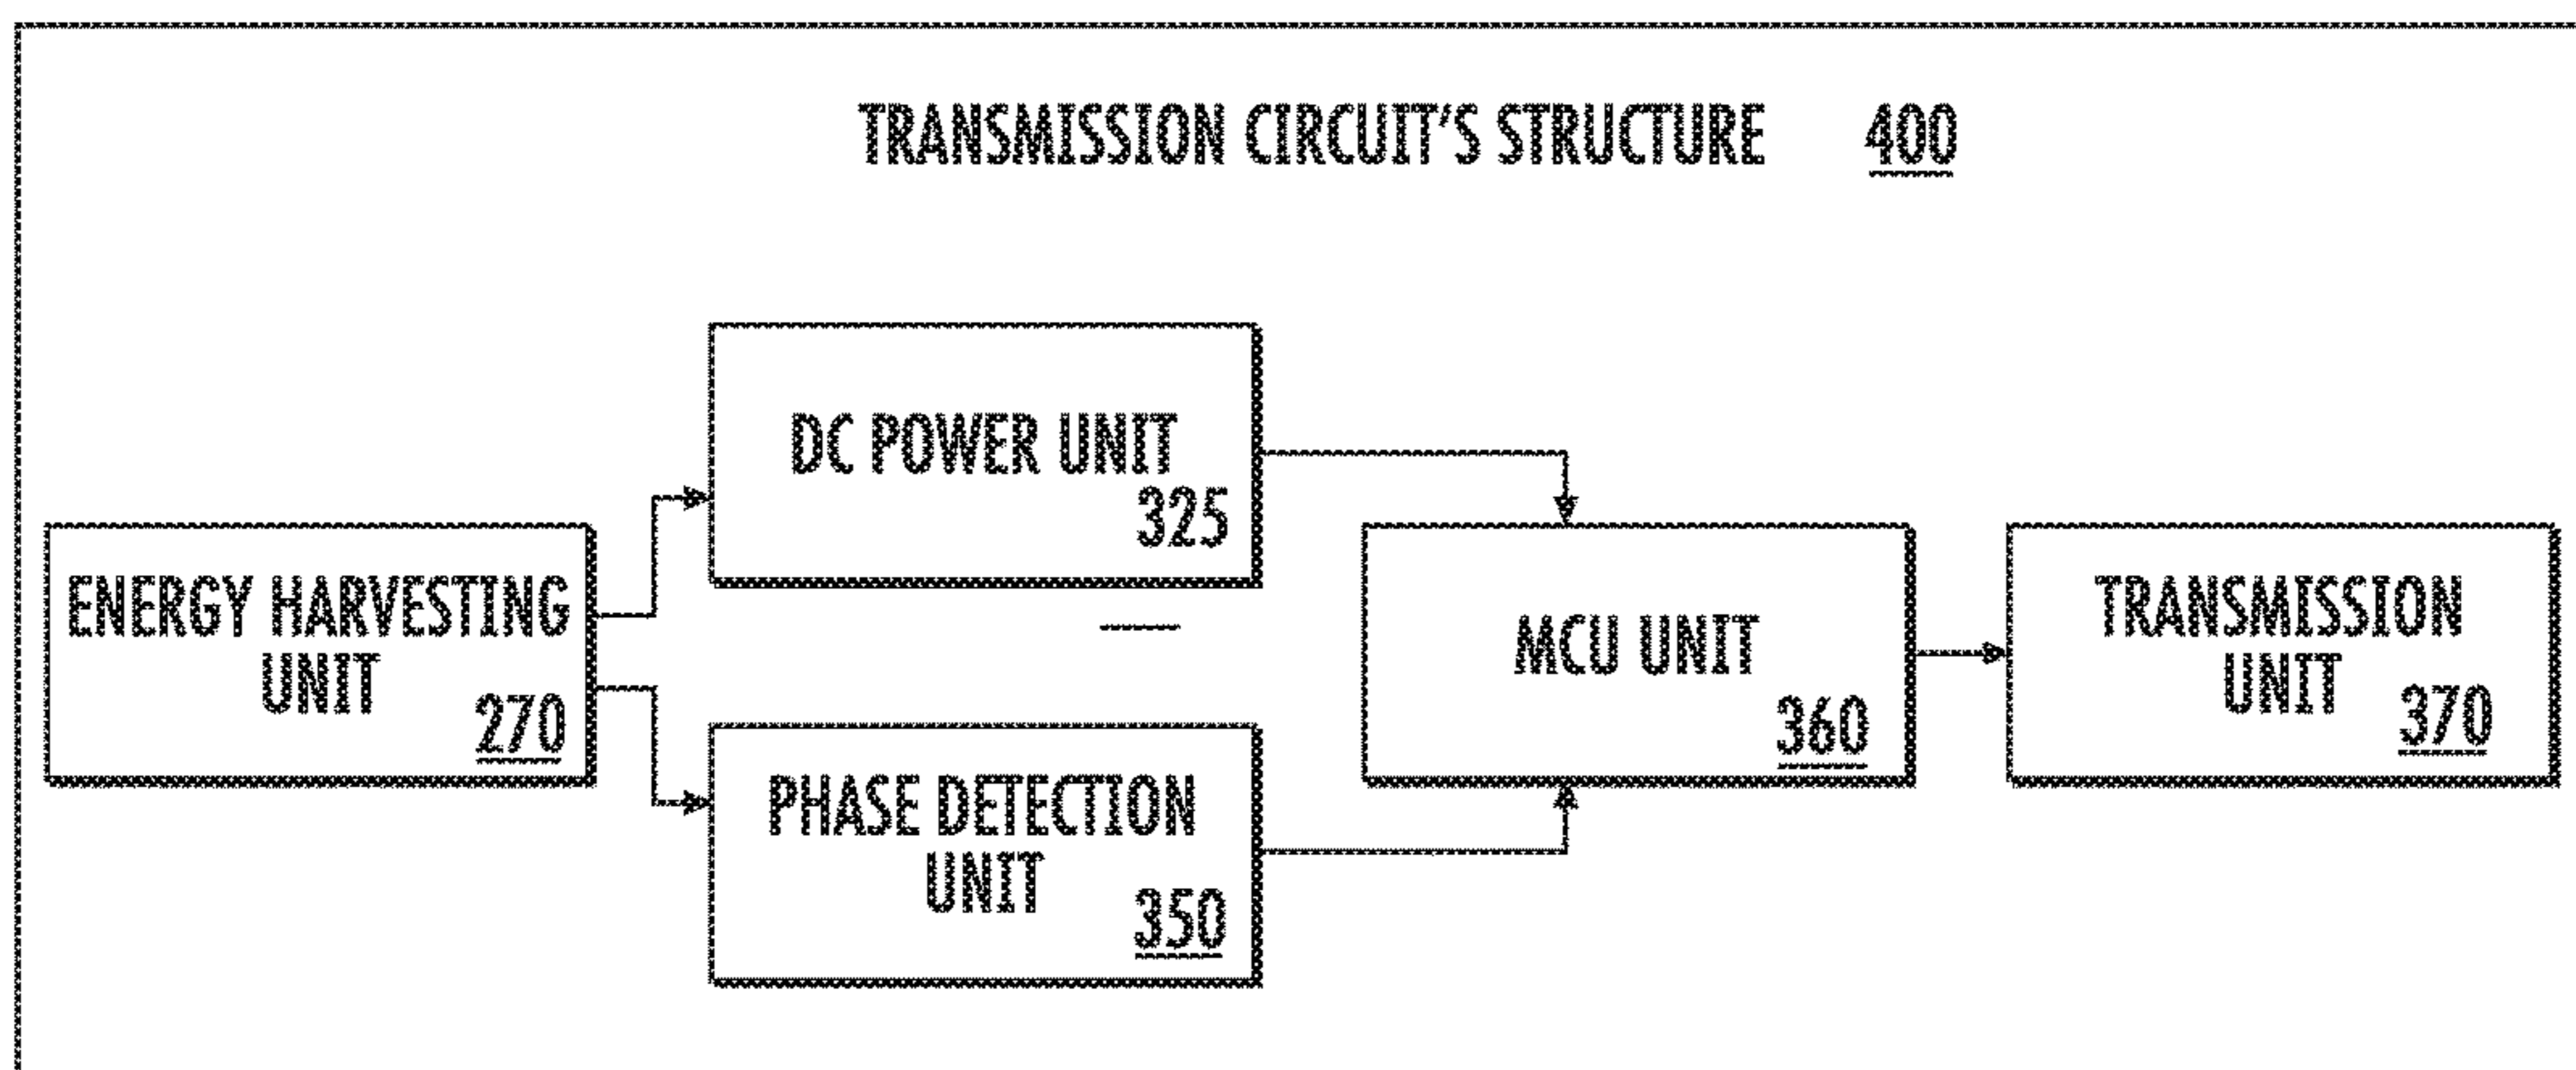 TRANSMISSION CIRCUIT'S STRUCTURE 400
DC POWER UNIT
325
ENERGY HARVESTING
UNIT
270
MCU UNIT
360
TRANSMISSION
UNIT
370
PHASE DETECTION
UNIT
350